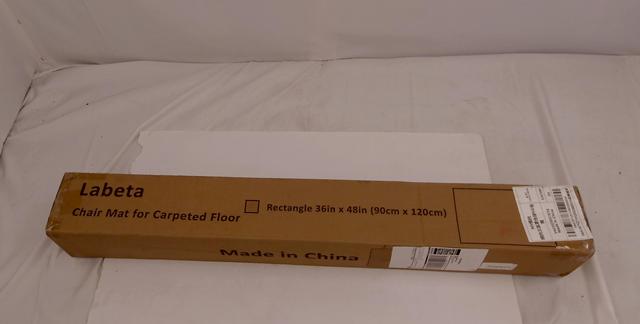 Labeta
Chair Mat for Carpeted Floor
Rectangle 36in x 48in (90cm x 120cm)
Made in China